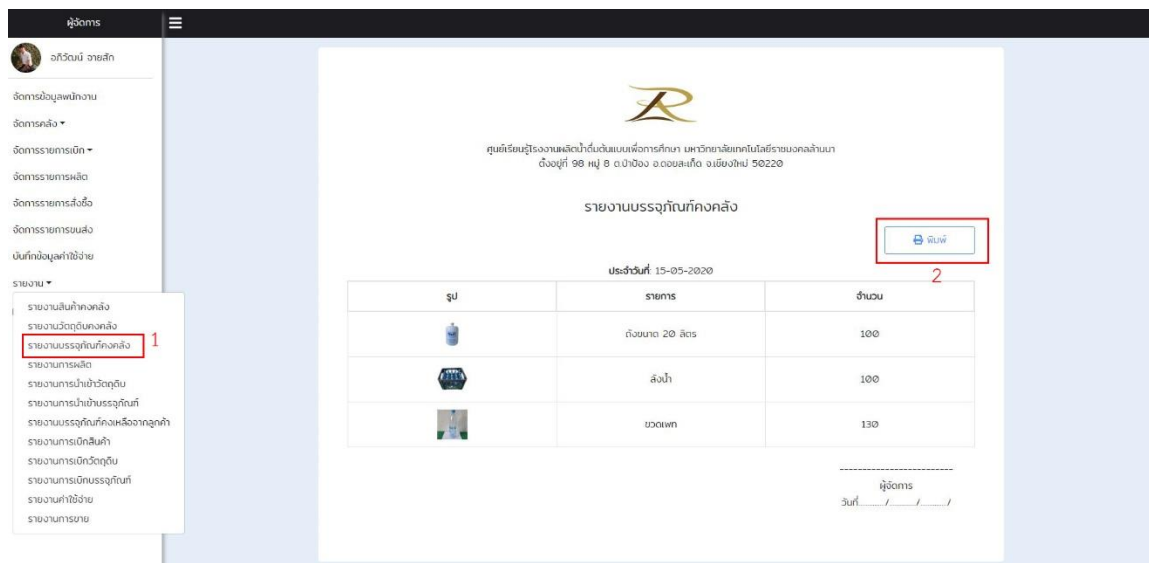 ผู้จัดการ
อภิวัฒน์ อายสัก
จัดการข้อมูลพนักงาน
จัดการคลัง
จัดการรายการเบิก
จัดการรายการผลิต
จัดการรายการสั่งซื้อ
จัดการรายการขนส่ง
บันทึกข้อมูลค่าใช้จ่าย
รายงาน
รายงานสินค้าคงคลัง
รายงานวัตถุดิบคงคลัง
รายงานบรรจุภัณฑ์คงคลัง 1
รายงานการผลิต
รายงานการนำเข้าวัตถุดิบ
รายงานการนำเข้าบรรจุภัณฑ์
รายงานบรรจุภัณฑ์คงเหลือจากลูกค้า
รายงานการเบิกสินค้า
รายงานการเบิกวัตถุดิบ
รายงานการเบิกบรรจุภัณฑ์
รายงานค่าใช้จ่าย
รายงานการขาย
R
ศูนย์เรียนรู้โรงงานผลิตน้ำดื่มต้นแบบเพื่อการศึกษา มหาวิทยาลัยเทคโนโลยีราชมงคลล้านนา
ตั้งอยู่ที่ 98 หมู่ 8 ต.ป่าป้อง อ.ดอยสะเก็ด จ.เชียงใหม่ 50220
รายงานบรรจุภัณฑ์คงคลัง
พิมพ์
2
ประจำวันที่: 15-05-2020
รูป รายการ จำนวน
ถังขนาด 20 ลิตร 100
ลังน้ำ 100
ขวดเพท 130
-------------------------
ผู้จัดการ
วันที่.........../.........../.........../